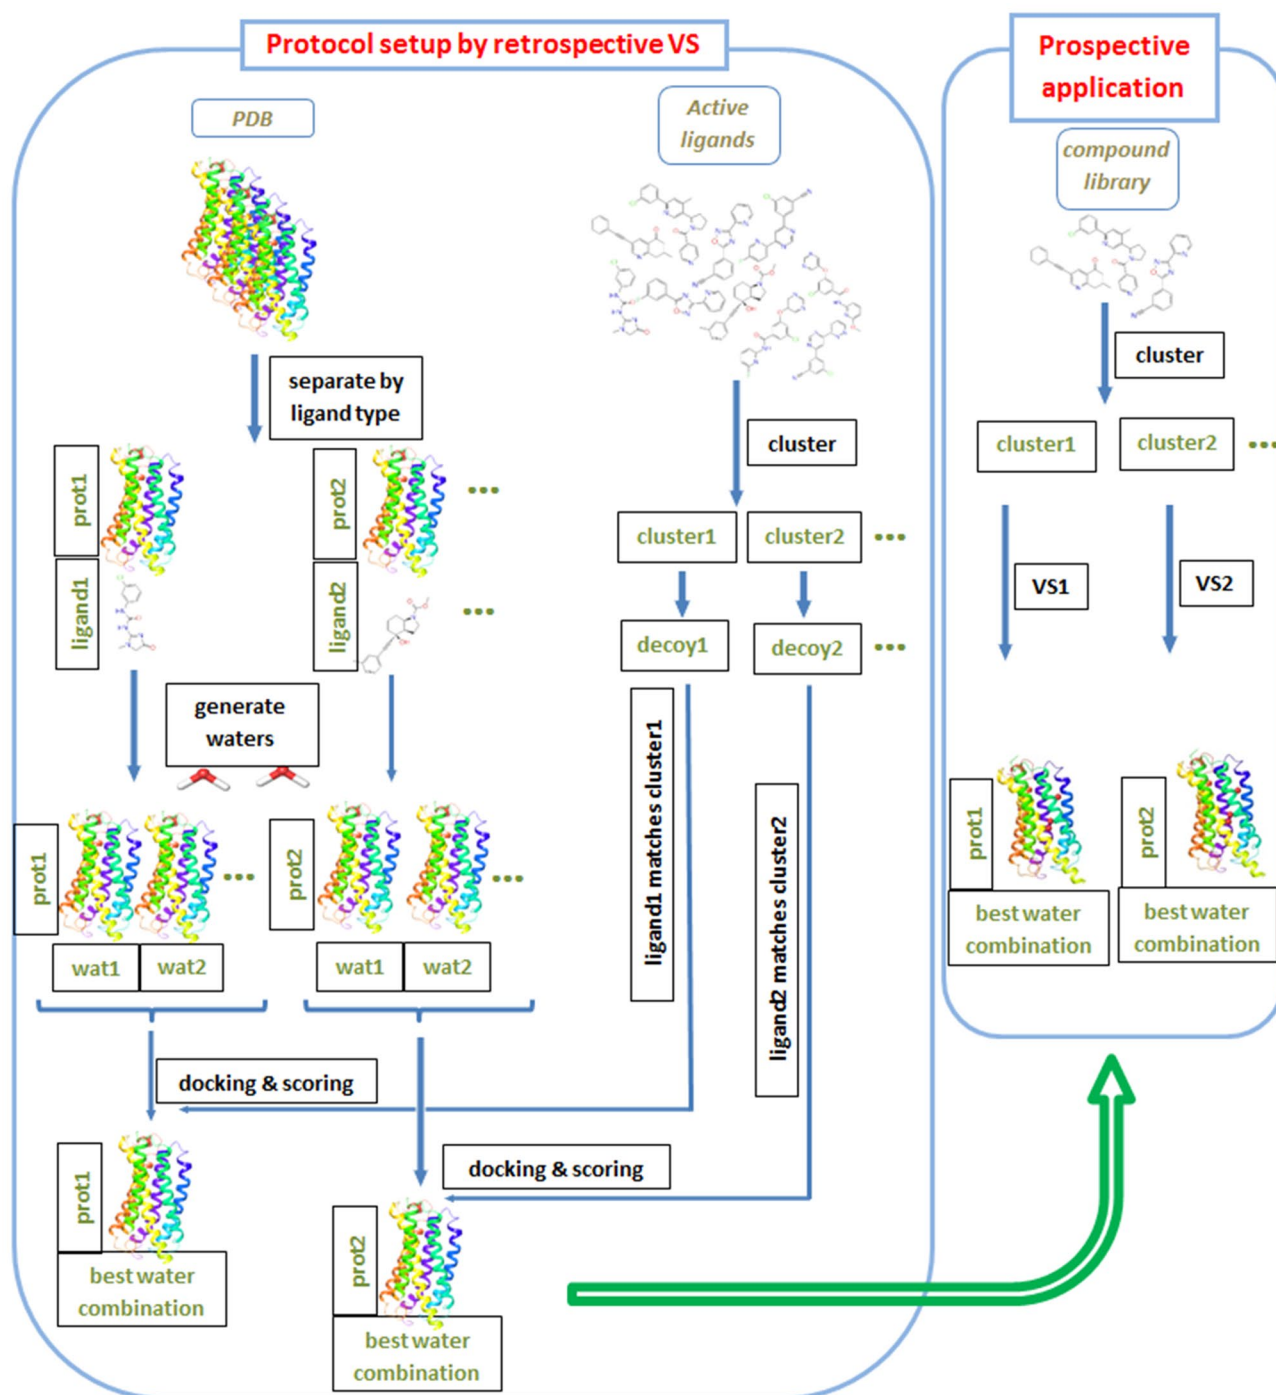 Protocol setup by retrospective VS
PDB
Active
ligands
separate by
ligand type
prot1
ligand1
prot2
ligand2
...
...
cluster
cluster1
cluster2
...
decoy1
decoy2
...
generate
waters
ligand1 matches cluster1
ligand2 matches cluster2
prot1
...
prot2
...
wat1
wat2
wat1
wat2
docking & scoring
prot1
best water
combination
docking & scoring
prot2
best water
combination
Prospective
application
compound
library
cluster
cluster1
cluster2
...
VS1
VS2
prot1
prot2
best water
combination
best water
combination